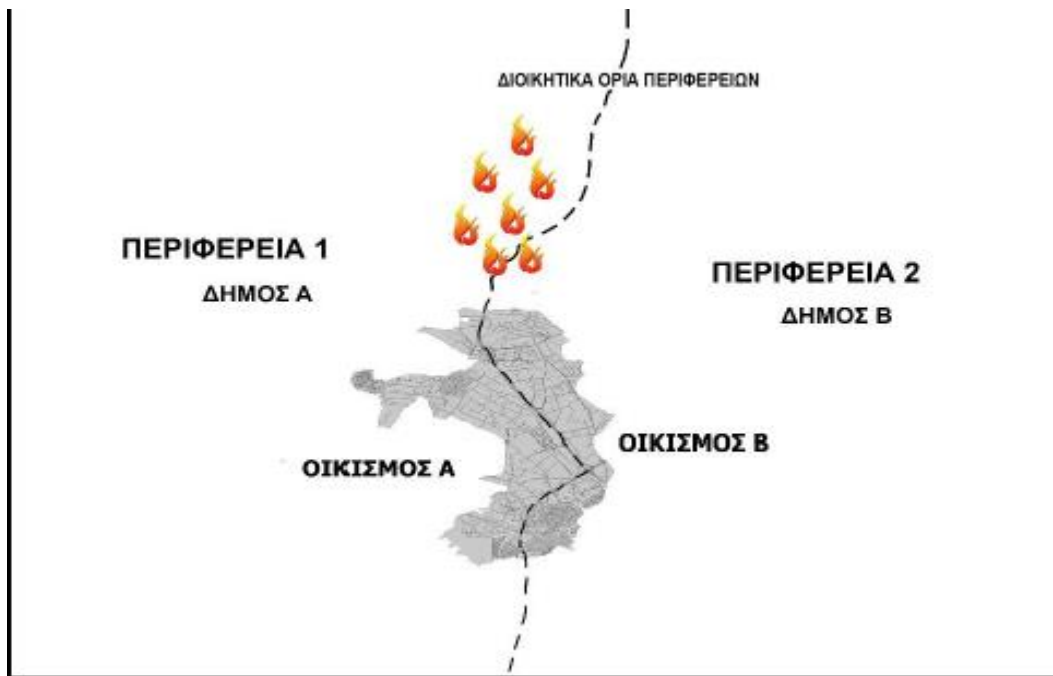 ΔΙΟΙΚΗΤΙΚΑ ΟΡΙΑ ΠΕΡΙΦΕΡΕΙΩΝ
ΠΕΡΙΦΕΡΕΙΑ 1
ΔΗΜΟΣ Α
ΠΕΡΙΦΕΡΕΙΑ 2
ΔΗΜΟΣ Β
ΟΙΚΙΣΜΟΣ Α
ΟΙΚΙΣΜΟΣ Β